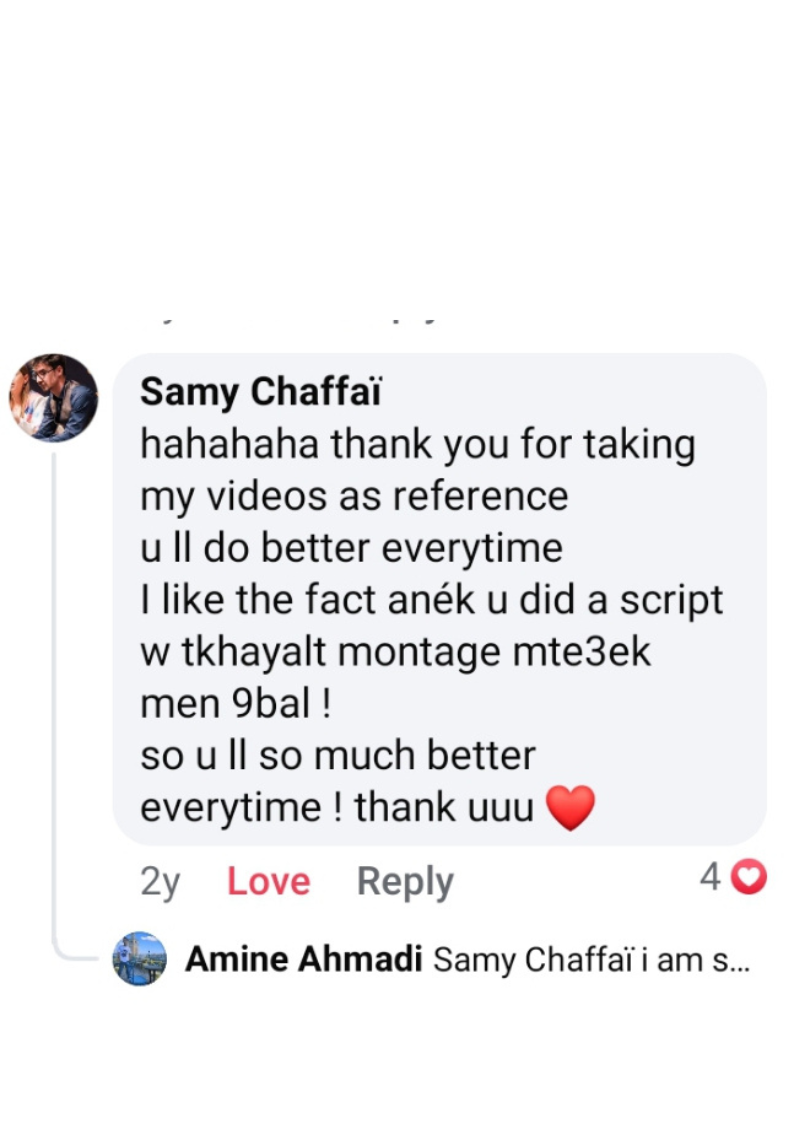 Samy Chaffaï
hahahaha thank you for taking
my videos as reference
u ll do better everytime
I like the fact anék u did a script
w tkhayalt montage mte3ek
men 9bal !
so u ll so much better
everytime ! thank uuu ❤️
2y Love Reply 4
Amine Ahmadi Samy Chaffaï i am s...